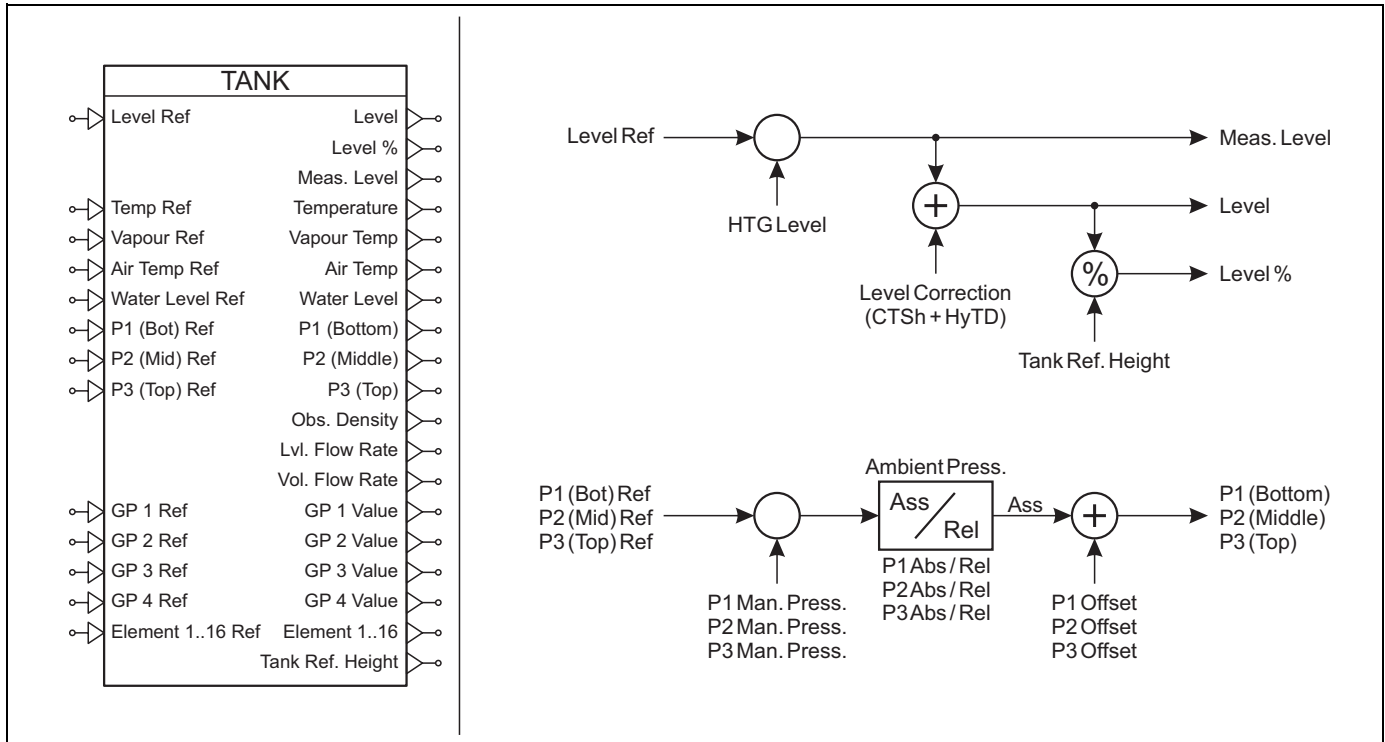 TANK
Level Ref Level
Level %
Meas. Level
Temp Ref Temperature
Vapour Ref Vapour Temp
Air Temp Ref Air Temp
Water Level Ref Water Level
P1 (Bot) Ref P1 (Bottom)
P2 (Mid) Ref P2 (Middle)
P3 (Top) Ref P3 (Top)
Obs. Density
Lvl. Flow Rate
Vol. Flow Rate
GP 1 Ref GP 1 Value
GP 2 Ref GP 2 Value
GP 3 Ref GP 3 Value
GP 4 Ref GP 4 Value
Element 1..16 Ref Element 1..16
Tank Ref. Height
Level Ref
Meas. Level
HTG Level
+
Level
Level Correction
(CTSh + HyTD)
%
Level %
Tank Ref. Height
P1 (Bot) Ref
P2 (Mid) Ref
P3 (Top) Ref
P1 Man. Press.
P2 Man. Press.
P3 Man. Press.
Ambient Press.
Ass / Rel
P1 Abs / Rel
P2 Abs / Rel
P3 Abs / Rel
Ass
+
P1 Offset
P2 Offset
P3 Offset
P1 (Bottom)
P2 (Middle)
P3 (Top)